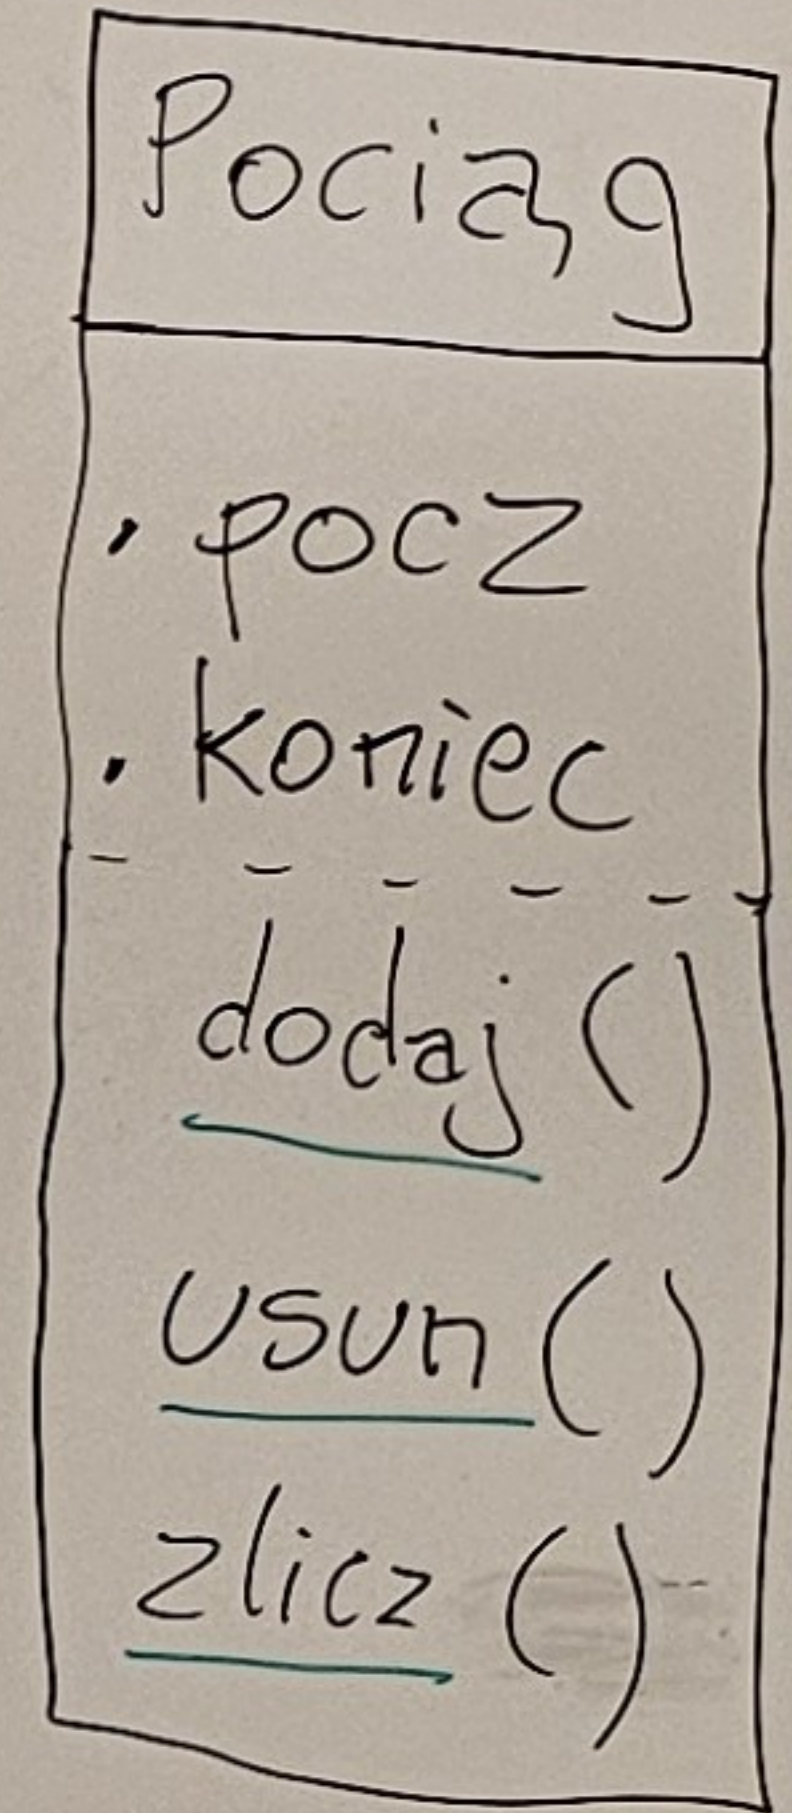 Pociąg
· pocz
· koniec
dodaj ()
usun ()
zlicz ()